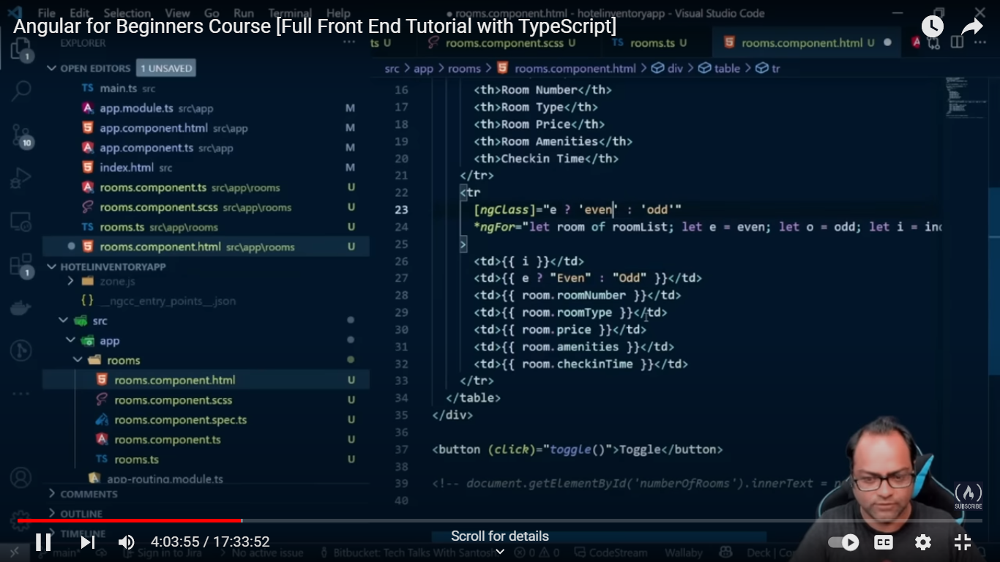 File Edit Selection View Go Run Terminal Help
rooms.component.html - hotelinventoryapp - Visual Studio Code
Angular for Beginners Course [Full Front End Tutorial with TypeScript]
EXPLORER
ts U
rooms.component.scss U
TS rooms.ts U
rooms.component.html U
OPEN EDITORS 1 UNSAVED
src > app > rooms > rooms.component.html > div > table > tr
TS main.ts src
app.module.ts src\app M
app.component.html src\app M
app.component.ts src\app M
index.html src M
rooms.component.ts src\app\rooms U
rooms.component.scss src\app\rooms U
TS rooms.ts src\app\rooms U
rooms.component.html src\app\rooms U
HOTELINVENTORYAPP
zone.js
{} __ngcc_entry_points__.json
src
app
rooms
rooms.component.html U
rooms.component.scss U
rooms.component.spec.ts U
rooms.component.ts U
TS rooms.ts U
app-routing.module.ts
COMMENTS
OUTLINE
TIMELINE
1
10
1
16 <th>Room Number</th>
17 <th>Room Type</th>
18 <th>Room Price</th>
19 <th>Room Amenities</th>
20 <th>Checkin Time</th>
21 </tr>
22 <tr
23 [ngClass]="e ? 'even' : 'odd'"
24 *ngFor="let room of roomList; let e = even; let o = odd; let i = inc
25 >
26 <td>{{ i }}</td>
27 <td>{{ e ? "Even" : "Odd" }}</td>
28 <td>{{ room.roomNumber }}</td>
29 <td>{{ room.roomType }}</td>
30 <td>{{ room.price }}</td>
31 <td>{{ room.amenities }}</td>
32 <td>{{ room.checkinTime }}</td>
33 </tr>
34 </table>
35 </div>
36
37 <button (click)="toggle()">Toggle</button>
38
39 <!-- document.getElementById('numberOfRooms').innerText = n
40
SUBSCRIBE
Scroll for details
4:03:55 / 17:33:52
CC
main* Sign in to Jira No active issue Bitbucket: Tech Talks With Santosh 0 0 CodeStream Wallaby Deck